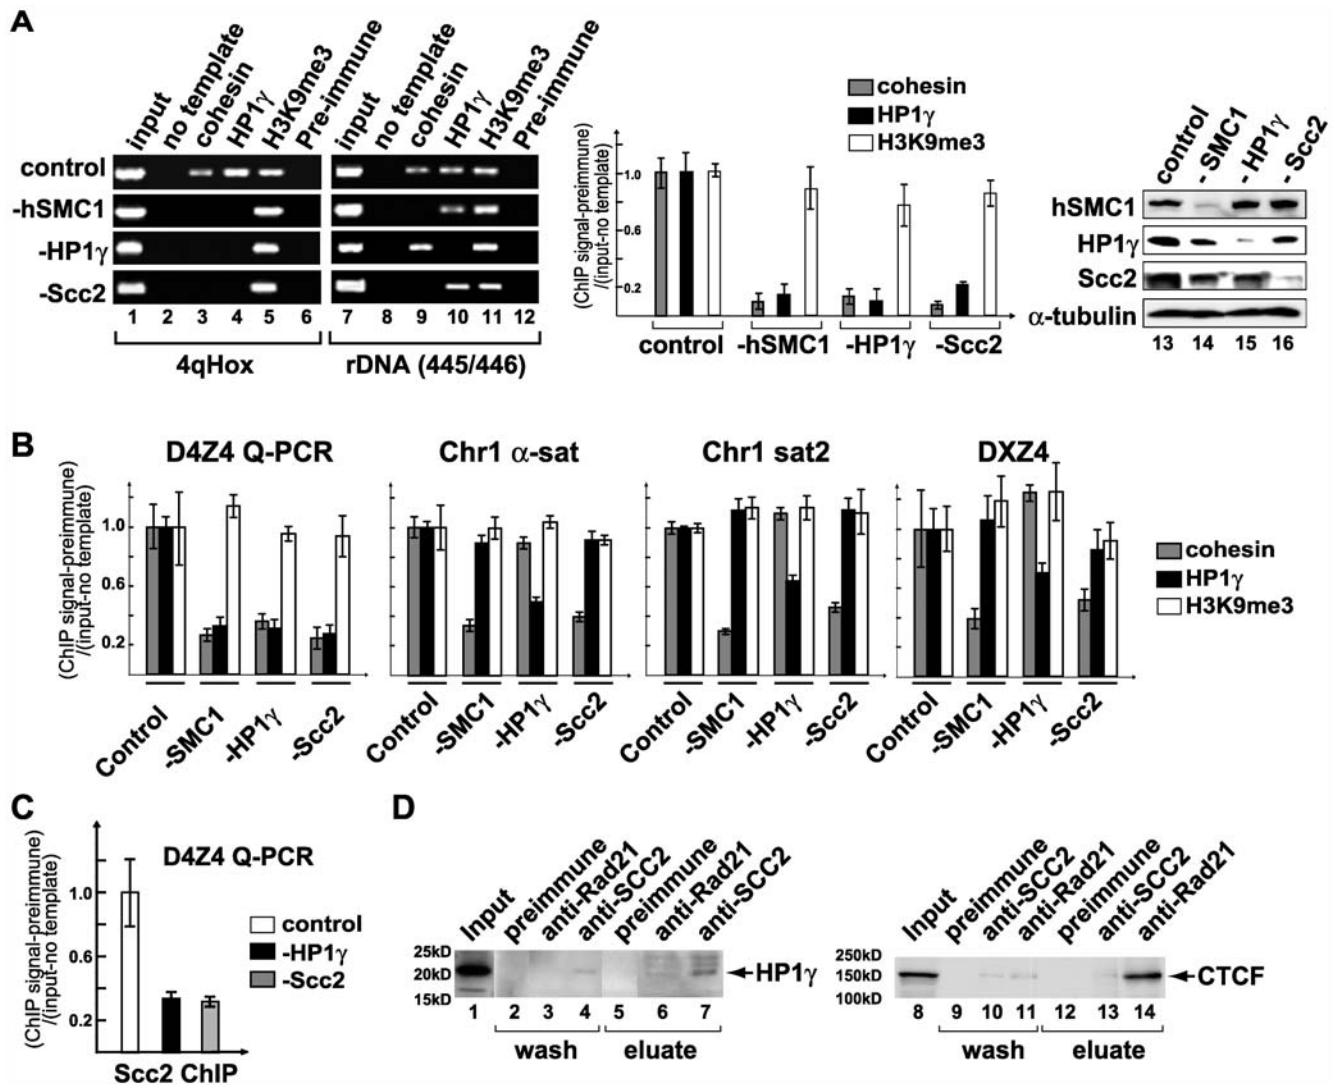 A
input
no template
cohesin
HP1γ
H3K9me3
Pre-immune
input
no template
cohesin
HP1γ
H3K9me3
Pre-immune
control
-hSMC1
-HP1γ
-Scc2
1 2 3 4 5 6 7 8 9 10 11 12
4qHox
rDNA (445/446)
(ChIP signal-preimmune)
/(input-no template)
1.0
0.6
0.2
cohesin
HP1γ
H3K9me3
control
-hSMC1
-HP1γ
-Scc2
control
- SMC1
- HP1γ
- Scc2
hSMC1
HP1γ
Scc2
α-tubulin
13 14 15 16
B
D4Z4 Q-PCR
Chr1 α-sat
Chr1 sat2
DXZ4
(ChIP signal-preimmune)
/(input-no template)
1.0
0.6
0.2
Control
-SMC1
-HP1γ
-Scc2
Control
-SMC1
-HP1γ
-Scc2
Control
-SMC1
-HP1γ
-Scc2
Control
-SMC1
-HP1γ
-Scc2
cohesin
HP1γ
H3K9me3
C
D4Z4 Q-PCR
(ChIP signal-preimmune)
/(input-no template)
1.0
0.6
0.2
control
-HP1γ
-Scc2
Scc2 ChIP
D
Input
preimmune
anti-Rad21
anti-SCC2
preimmune
anti-Rad21
anti-SCC2
25kD
20kD
15kD
HP1γ
1 2 3 4 5 6 7
wash
eluate
Input
preimmune
anti-SCC2
anti-Rad21
preimmune
anti-SCC2
anti-Rad21
250kD
150kD
100kD
CTCF
8 9 10 11 12 13 14
wash
eluate